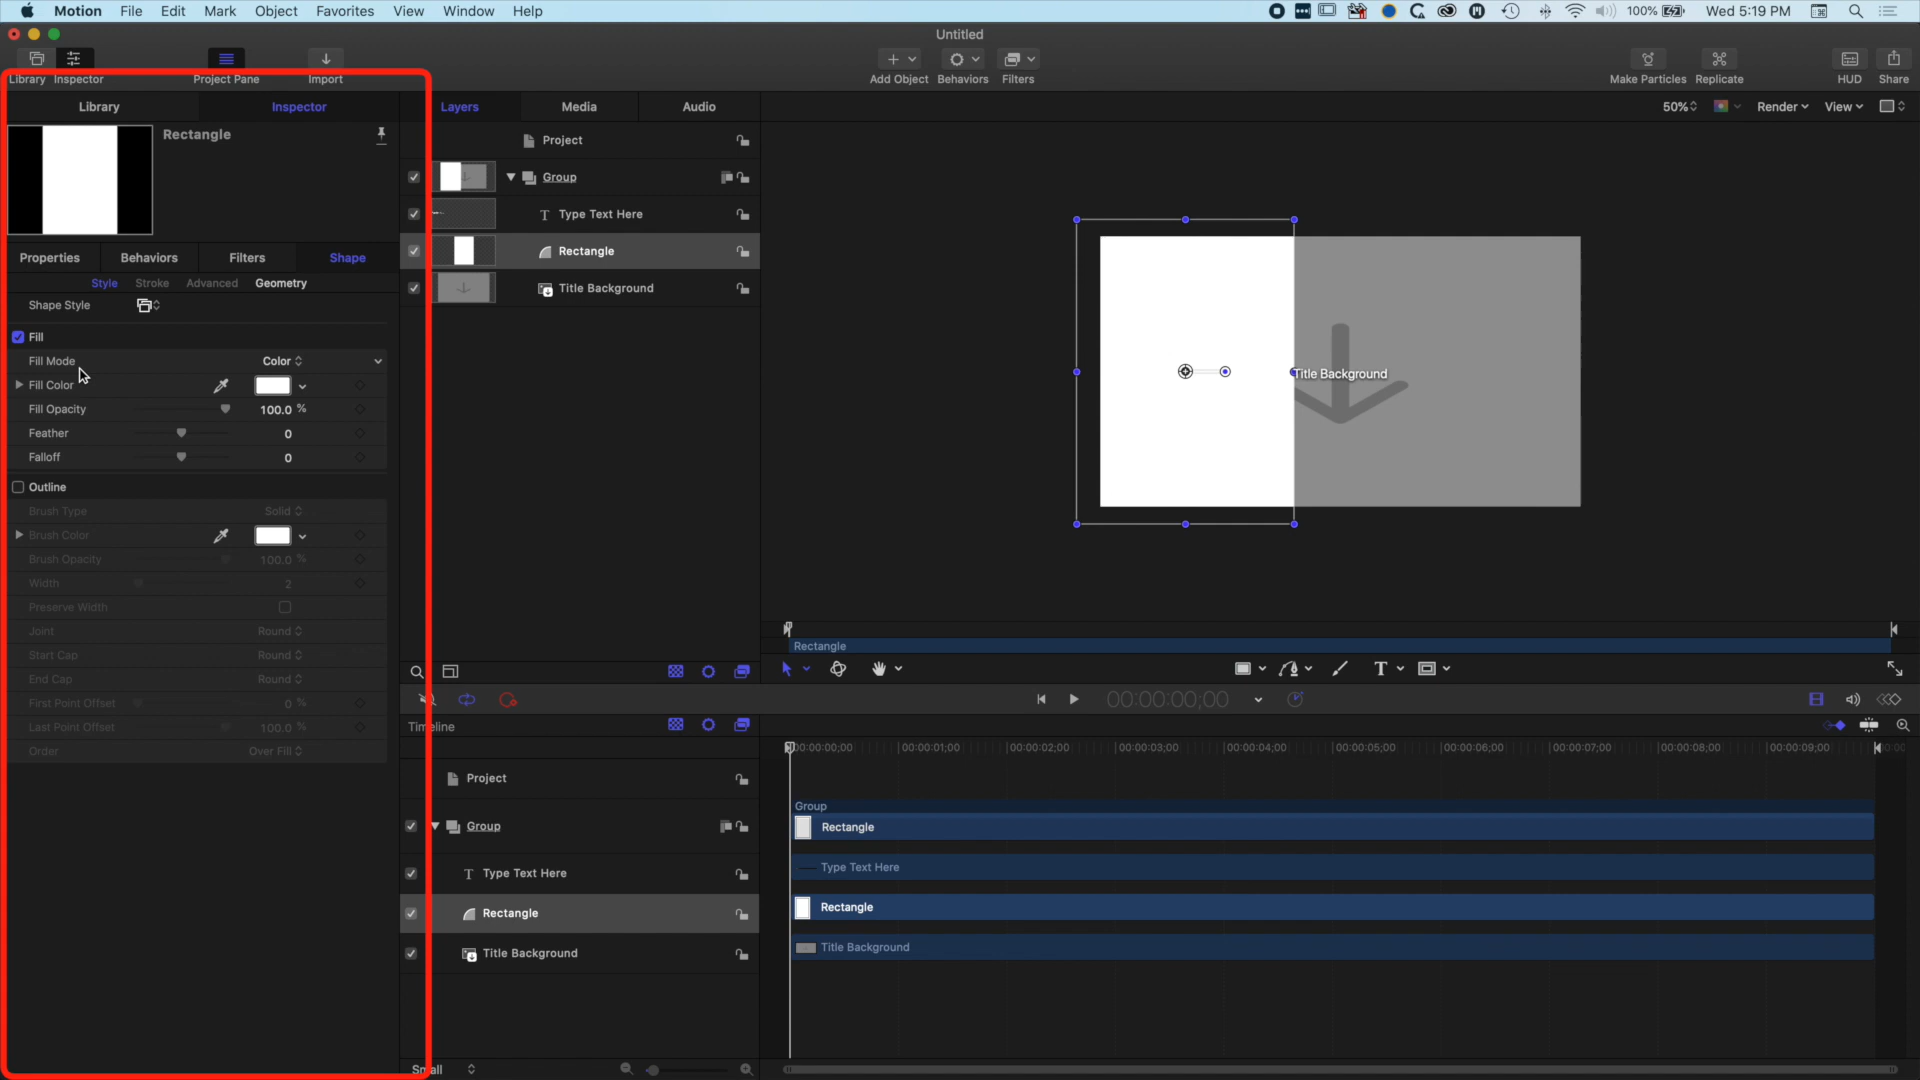 Motion File Edit Mark Object Favorites View Window Help 100% Wed 5:19 PM
Untitled
Library Inspector Project Pane Import Add Object Behaviors Filters Make Particles Replicate HUD Share
Library Inspector Layers Media Audio 50% Render View
Rectangle
Project
Group
Type Text Here
Rectangle
Title Background
Properties Behaviors Filters Shape
Style Stroke Advanced Geometry
Shape Style
Fill
Fill Mode Color
Fill Color
Fill Opacity 100.0 %
Feather 0
Falloff 0
Outline
Brush Type Solid
Brush Color
Brush Opacity 100.0 %
Width 2
Preserve Width
Joint Round
Start Cap Round
End Cap Round
First Point Offset 0 %
Last Point Offset 100.0 %
Order Over Fill
Title Background
Rectangle
T
00:00:00;00
Timeline
00:00:00;00 00:00:01;00 00:00:02;00 00:00:03;00 00:00:04;00 00:00:05;00 00:00:06;00 00:00:07;00 00:00:08;00 00:00:09;00
Project
Group
Group
Rectangle
T Type Text Here
Type Text Here
Rectangle
Rectangle
Title Background
Title Background
Small